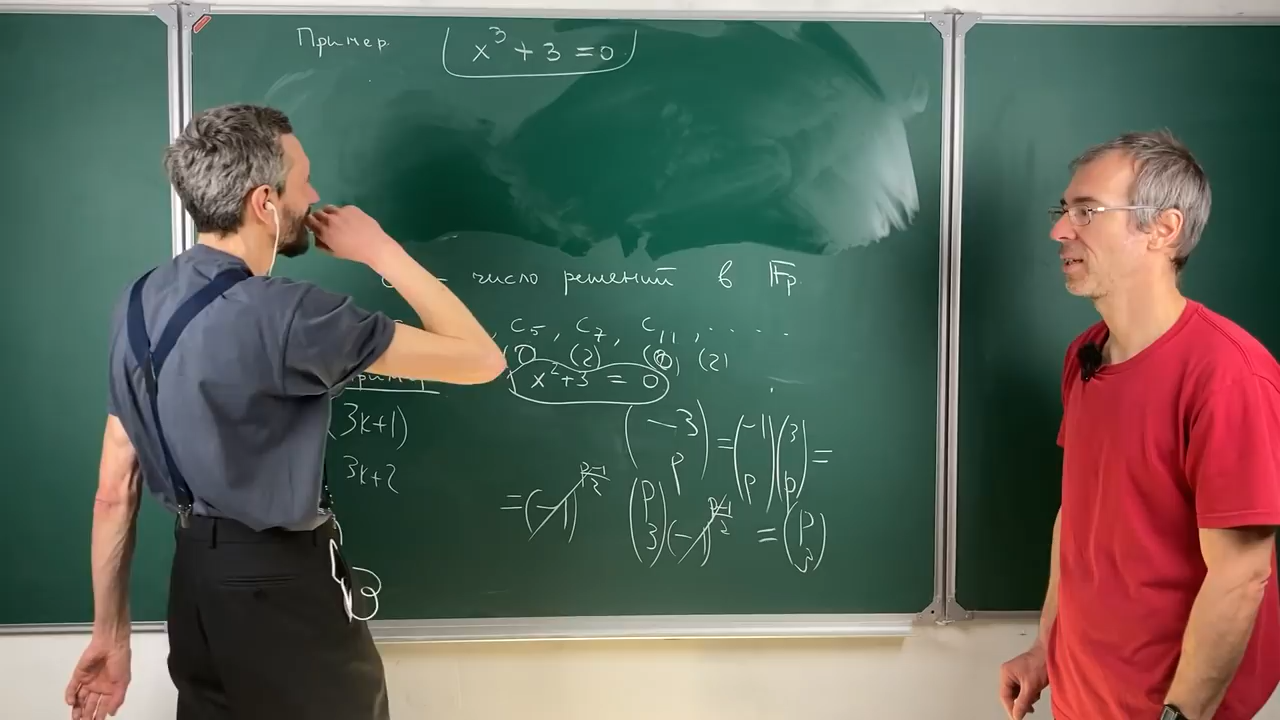 Пример. x³ + 3 = 0
— число решений в 𝔽p.
, c₅, c₇, c₁₁, . . . .
(0) (2) (0) (2)
Пример x² + 3 = 0
(3k+1)
3k+2
(−3/p) = (−1/p)(3/p) =
= (−1)^((p−1)/2) (p/3) (−1)^((p−1)/2) = (p/3)